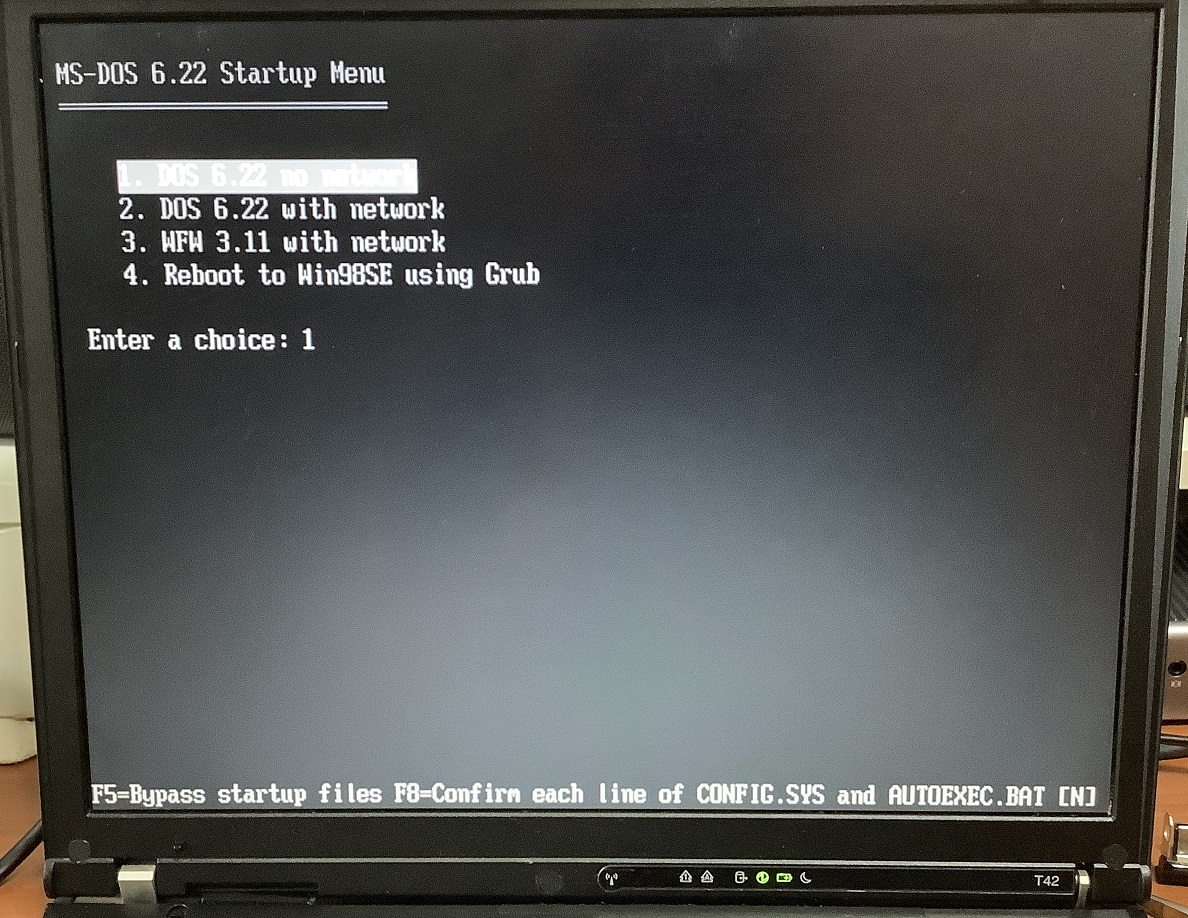 MS-DOS 6.22 Startup Menu
1. DOS 6.22 no network
2. DOS 6.22 with network
3. WFW 3.11 with network
4. Reboot to Win98SE using Grub
Enter a choice: 1
F5=Bypass startup files F8=Confirm each line of CONFIG.SYS and AUTOEXEC.BAT [N]
T42